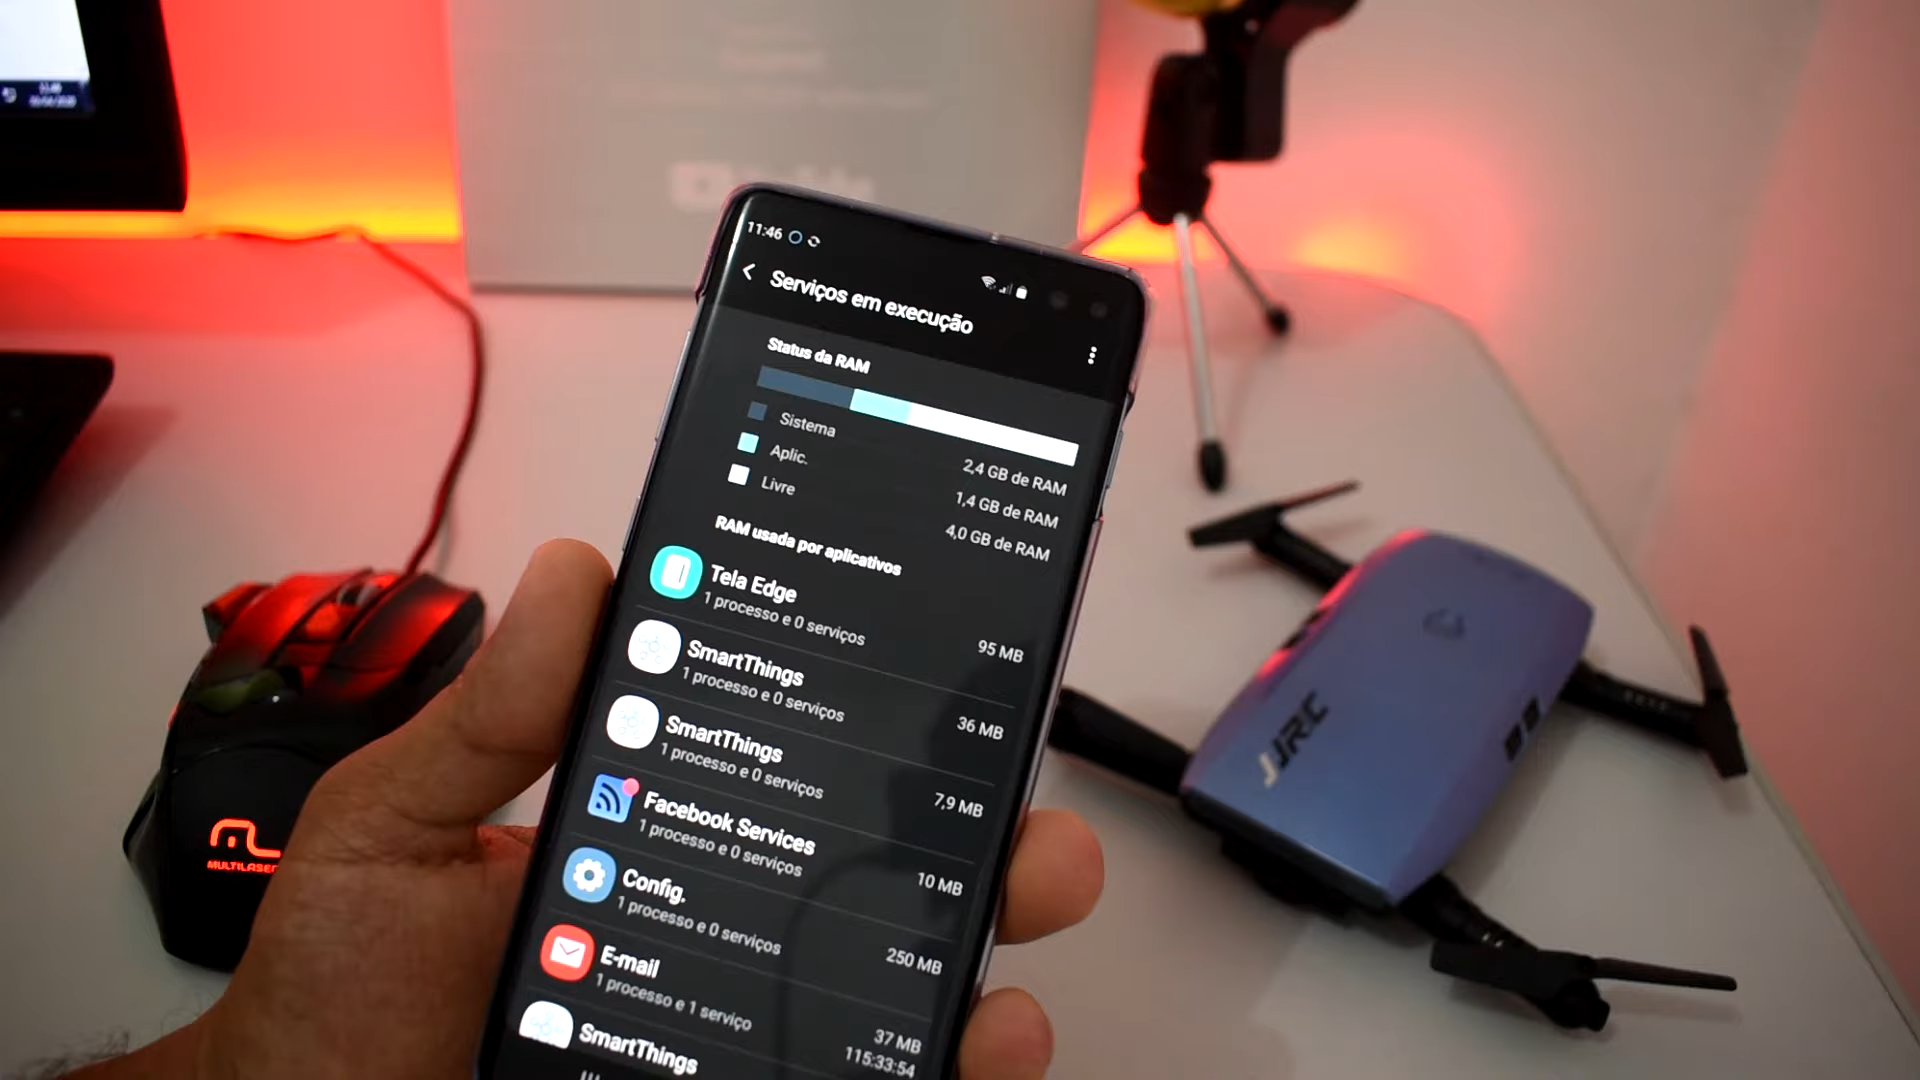 11:46
Serviços em execução
Status da RAM
Sistema
2,4 GB de RAM
Aplic.
1,4 GB de RAM
Livre
4,0 GB de RAM
RAM usada por aplicativos
Tela Edge
1 processo e 0 serviços
95 MB
SmartThings
1 processo e 0 serviços
36 MB
SmartThings
1 processo e 0 serviços
7,9 MB
Facebook Services
1 processo e 0 serviços
10 MB
Config.
1 processo e 0 serviços
250 MB
E-mail
1 processo e 1 serviço
37 MB
115:33:54
SmartThings
MULTILASER
JJRC